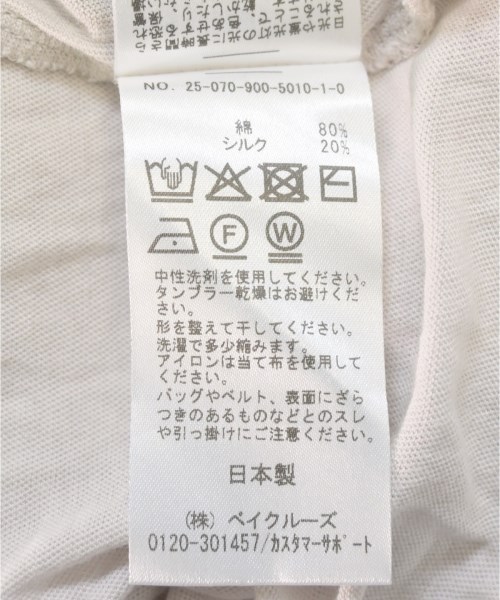 NO. 25-070-900-5010-1-0
綿 80%
シルク 20%
F W
中性洗剤を使用してください。
タンブラー乾燥はお避けくだ
さい。
形を整えて干してください。
洗濯で多少縮みます。
アイロンは当て布を使用して
ください。
バッグやベルト、表面にざら
つきのあるものなどとのスレ
や引っ掛けにご注意ください。
日本製
(株) ベイクルーズ
0120-301457/カスタマーサポート